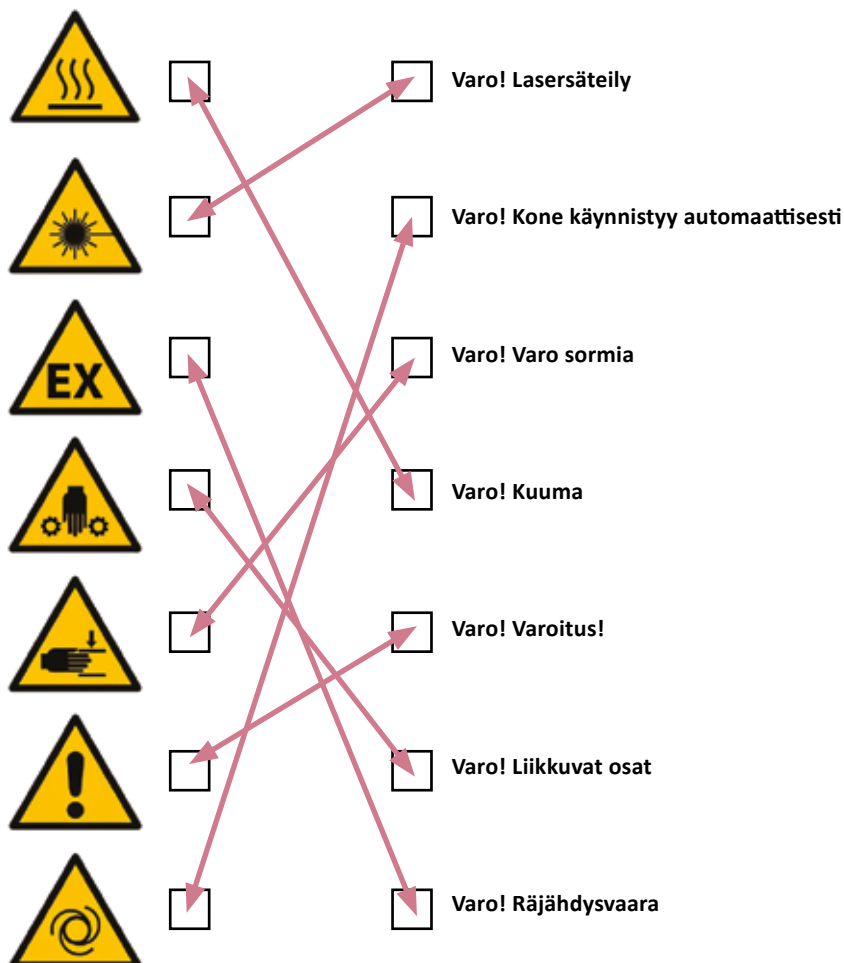 Varo! Lasersäteily
Varo! Kone käynnistyy automaattisesti
EX
Varo! Varo sormia
Varo! Kuuma
Varo! Varoitus!
Varo! Liikkuvat osat
Varo! Räjähdysvaara